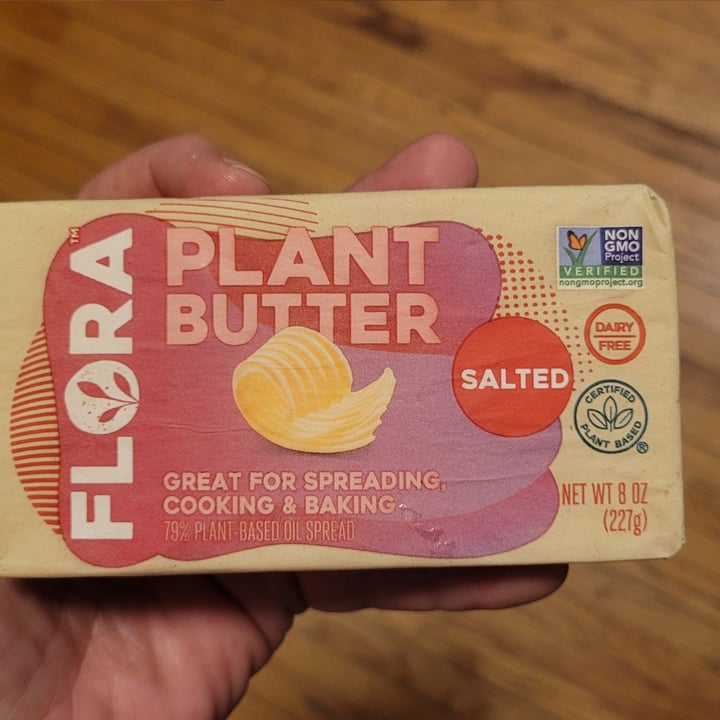 FLORA™
PLANT
BUTTER
SALTED
GREAT FOR SPREADING,
COOKING & BAKING
79% PLANT-BASED OIL SPREAD
NON
GMO
Project
VERIFIED
nongmoproject.org
DAIRY
FREE
CERTIFIED
PLANT BASED
®
NET WT 8 OZ
(227g)